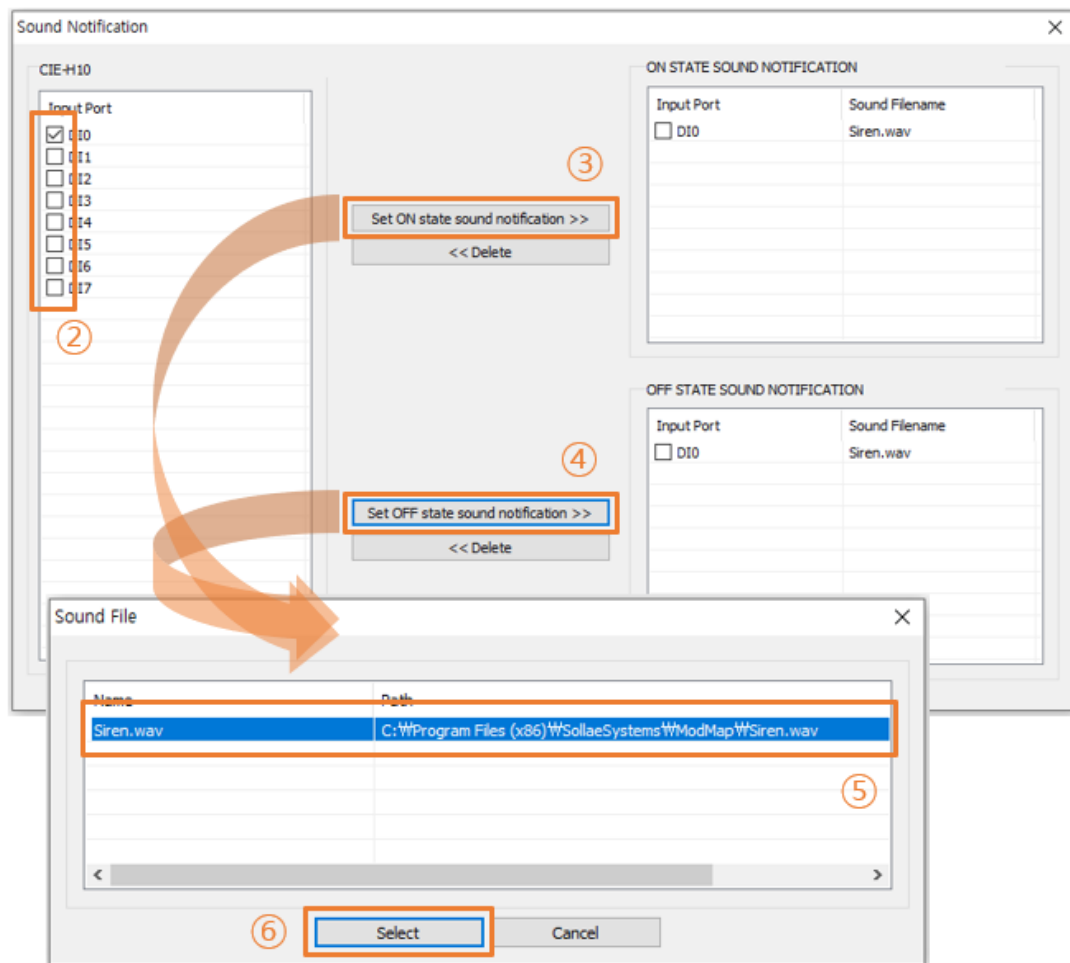 Sound Notification
CIE-H10
Input Port
DI0
DI1
DI2
DI3
DI4
DI5
DI6
DI7
②
③
Set ON state sound notification >>
<< Delete
④
Set OFF state sound notification >>
<< Delete
ON STATE SOUND NOTIFICATION
Input Port Sound Filename
DI0 Siren.wav
OFF STATE SOUND NOTIFICATION
Input Port Sound Filename
DI0 Siren.wav
Sound File
Name Path
Siren.wav C:₩Program Files (x86)₩SollaeSystems₩ModMap₩Siren.wav
⑤
⑥
Select Cancel